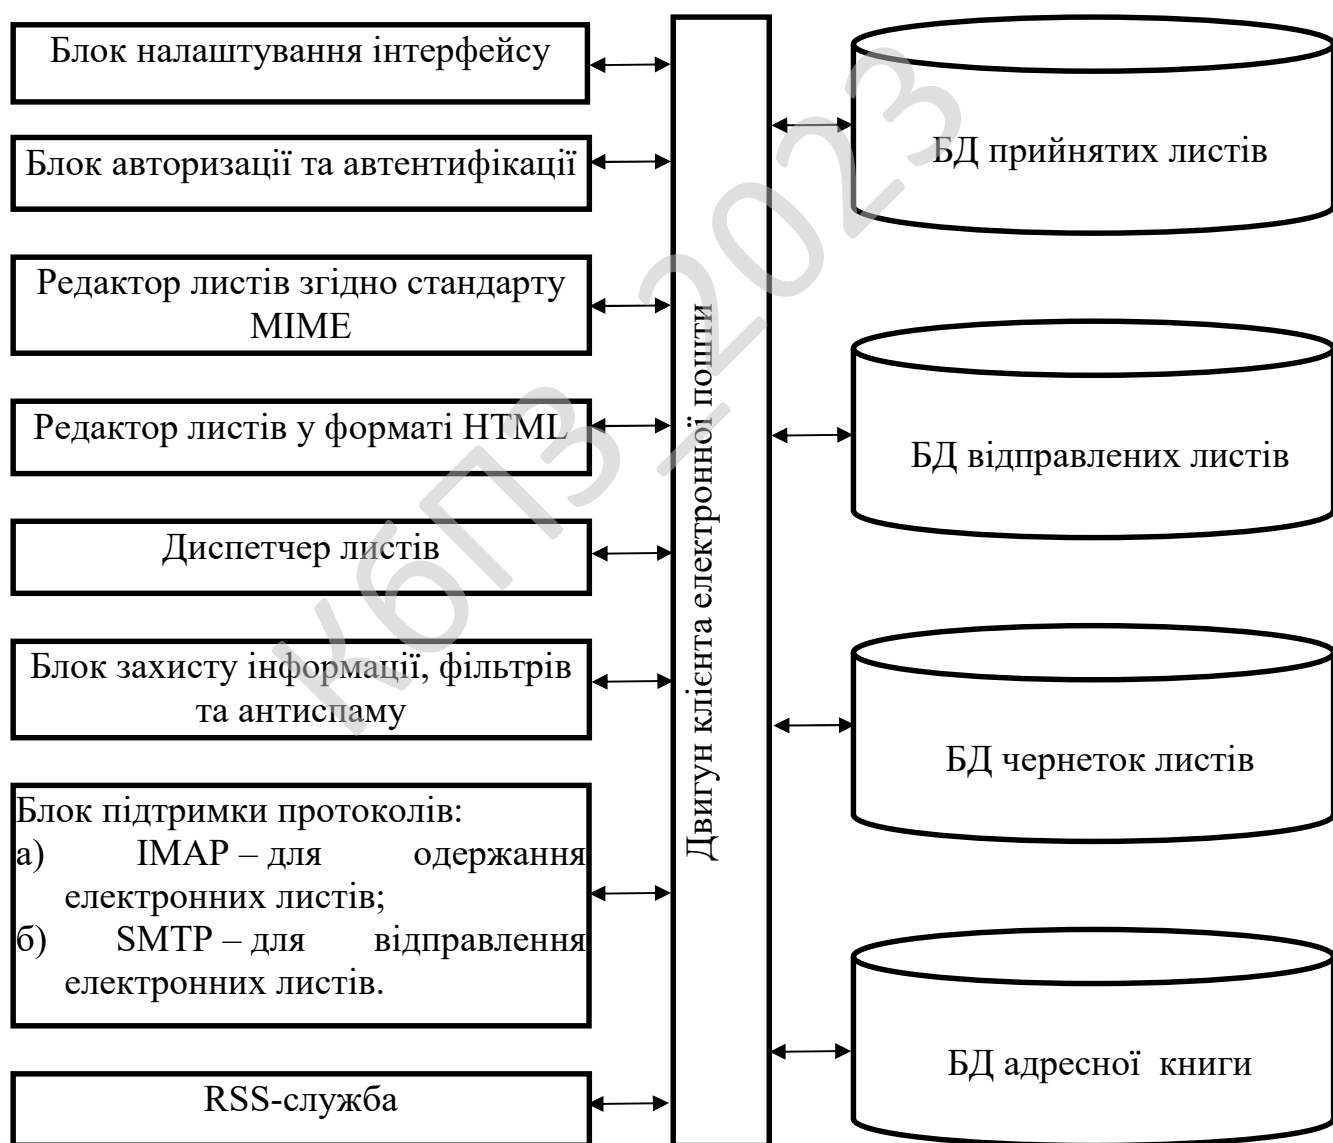 Блок налаштування інтерфейсу
Блок авторизації та автентифікації
Редактор листів згідно стандарту
MIME
Редактор листів у форматі HTML
Диспетчер листів
Блок захисту інформації, фільтрів
та антиспаму
Блок підтримки протоколів:
а) IMAP – для одержання
електронних листів;
б) SMTP – для відправлення
електронних листів.
RSS-служба
Двигун клієнта електронної пошти
БД прийнятих листів
БД відправлених листів
БД чернеток листів
БД адресної книги
КбПЗ_2023